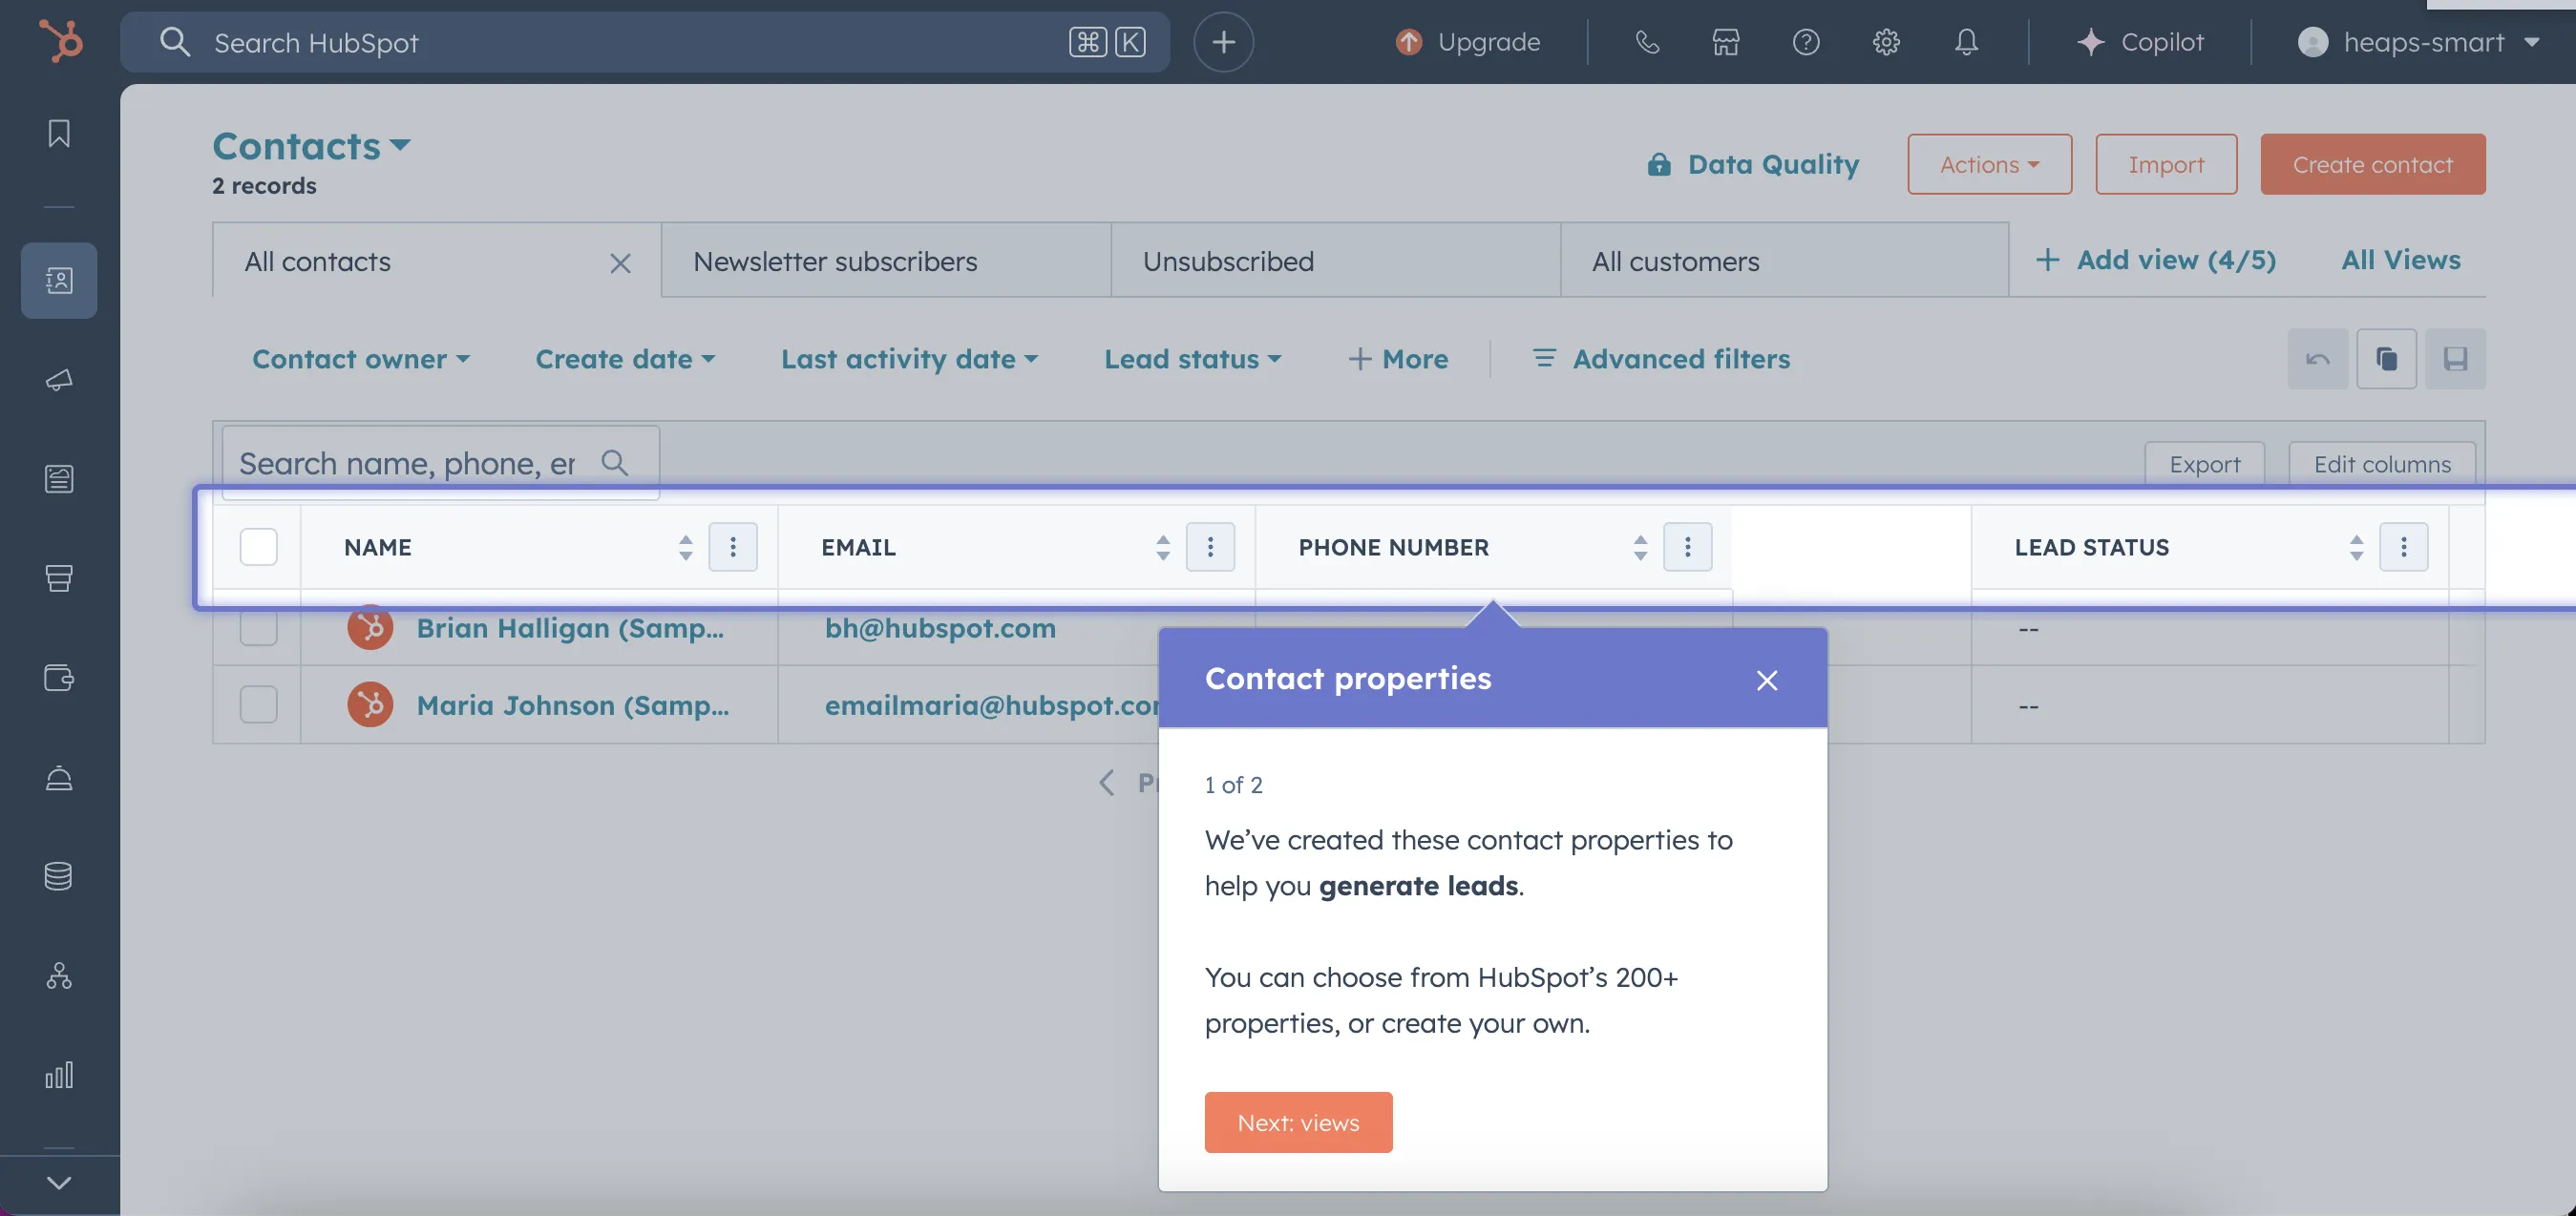 Search HubSpot ⌘ K Upgrade Copilot heaps-smart
Contacts
2 records
Data Quality Actions Import Create contact
All contacts Newsletter subscribers Unsubscribed All customers + Add view (4/5) All Views
Contact owner Create date Last activity date Lead status + More Advanced filters
Search name, phone, er Export Edit columns
NAME EMAIL PHONE NUMBER LEAD STATUS
Brian Halligan (Samp... bh@hubspot.com --
Maria Johnson (Samp... emailmaria@hubspot.com --
Contact properties
1 of 2
We've created these contact properties to
help you generate leads.
You can choose from HubSpot's 200+
properties, or create your own.
Next: views